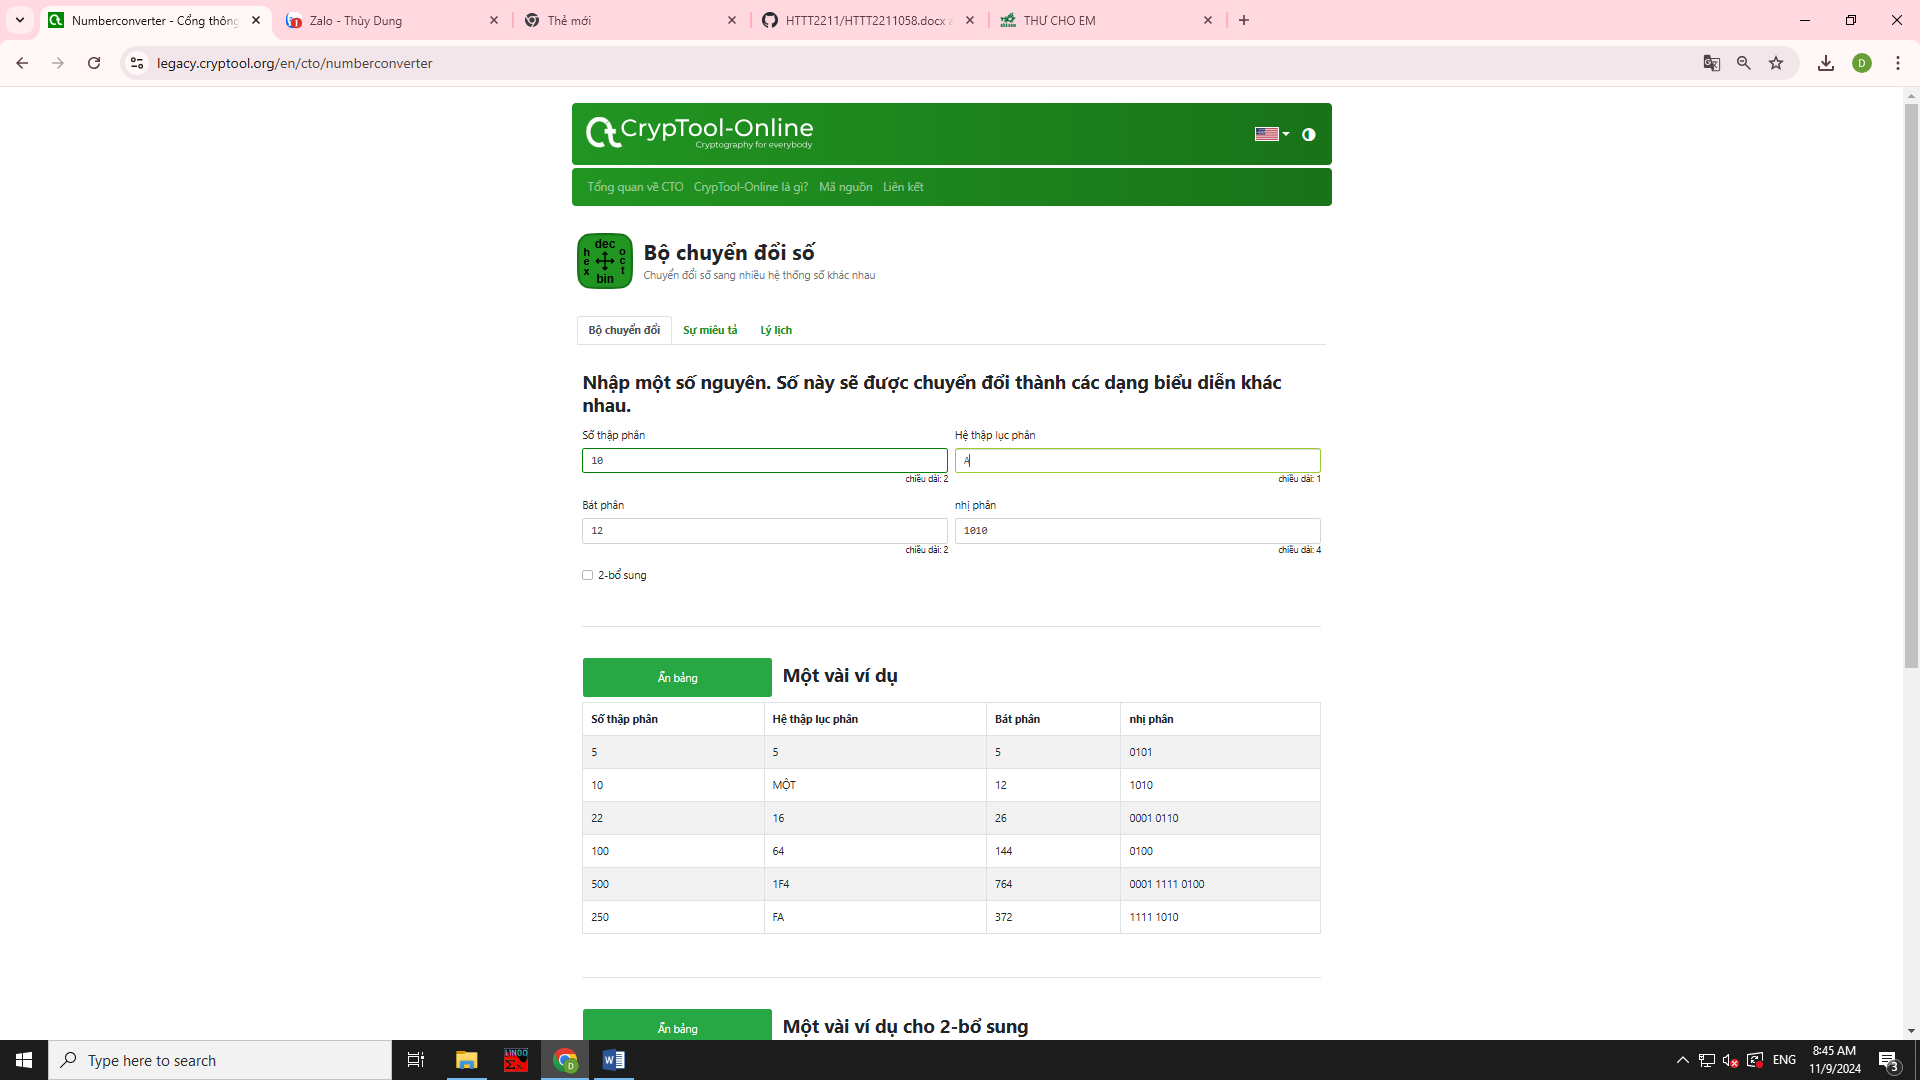 Numberconverter - Cổng thông
Zalo - Thùy Dung
Thẻ mới
HTTT2211/HTTT2211058.docx a
THƯ CHO EM
legacy.cryptool.org/en/cto/numberconverter
D
CrypTool-Online
Cryptography for everybody
Tổng quan về CTO CrypTool-Online là gì? Mã nguồn Liên kết
dec
hex
oct
bin
Bộ chuyển đổi số
Chuyển đổi số sang nhiều hệ thống số khác nhau
Bộ chuyển đổi Sự miêu tả Lý lịch
Nhập một số nguyên. Số này sẽ được chuyển đổi thành các dạng biểu diễn khác
nhau.
Số thập phân Hệ thập lục phân
10 A
chiều dài: 2 chiều dài: 1
Bát phân nhị phân
12 1010
chiều dài: 2 chiều dài: 4
2-bổ sung
Ẩn bảng Một vài ví dụ
Số thập phân Hệ thập lục phân Bát phân nhị phân
5 5 5 0101
10 MỘT 12 1010
22 16 26 0001 0110
100 64 144 0100
500 1F4 764 0001 1111 0100
250 FA 372 1111 1010
Ẩn bảng Một vài ví dụ cho 2-bổ sung
Type here to search
LINDO
ENG
8:45 AM
11/9/2024
3